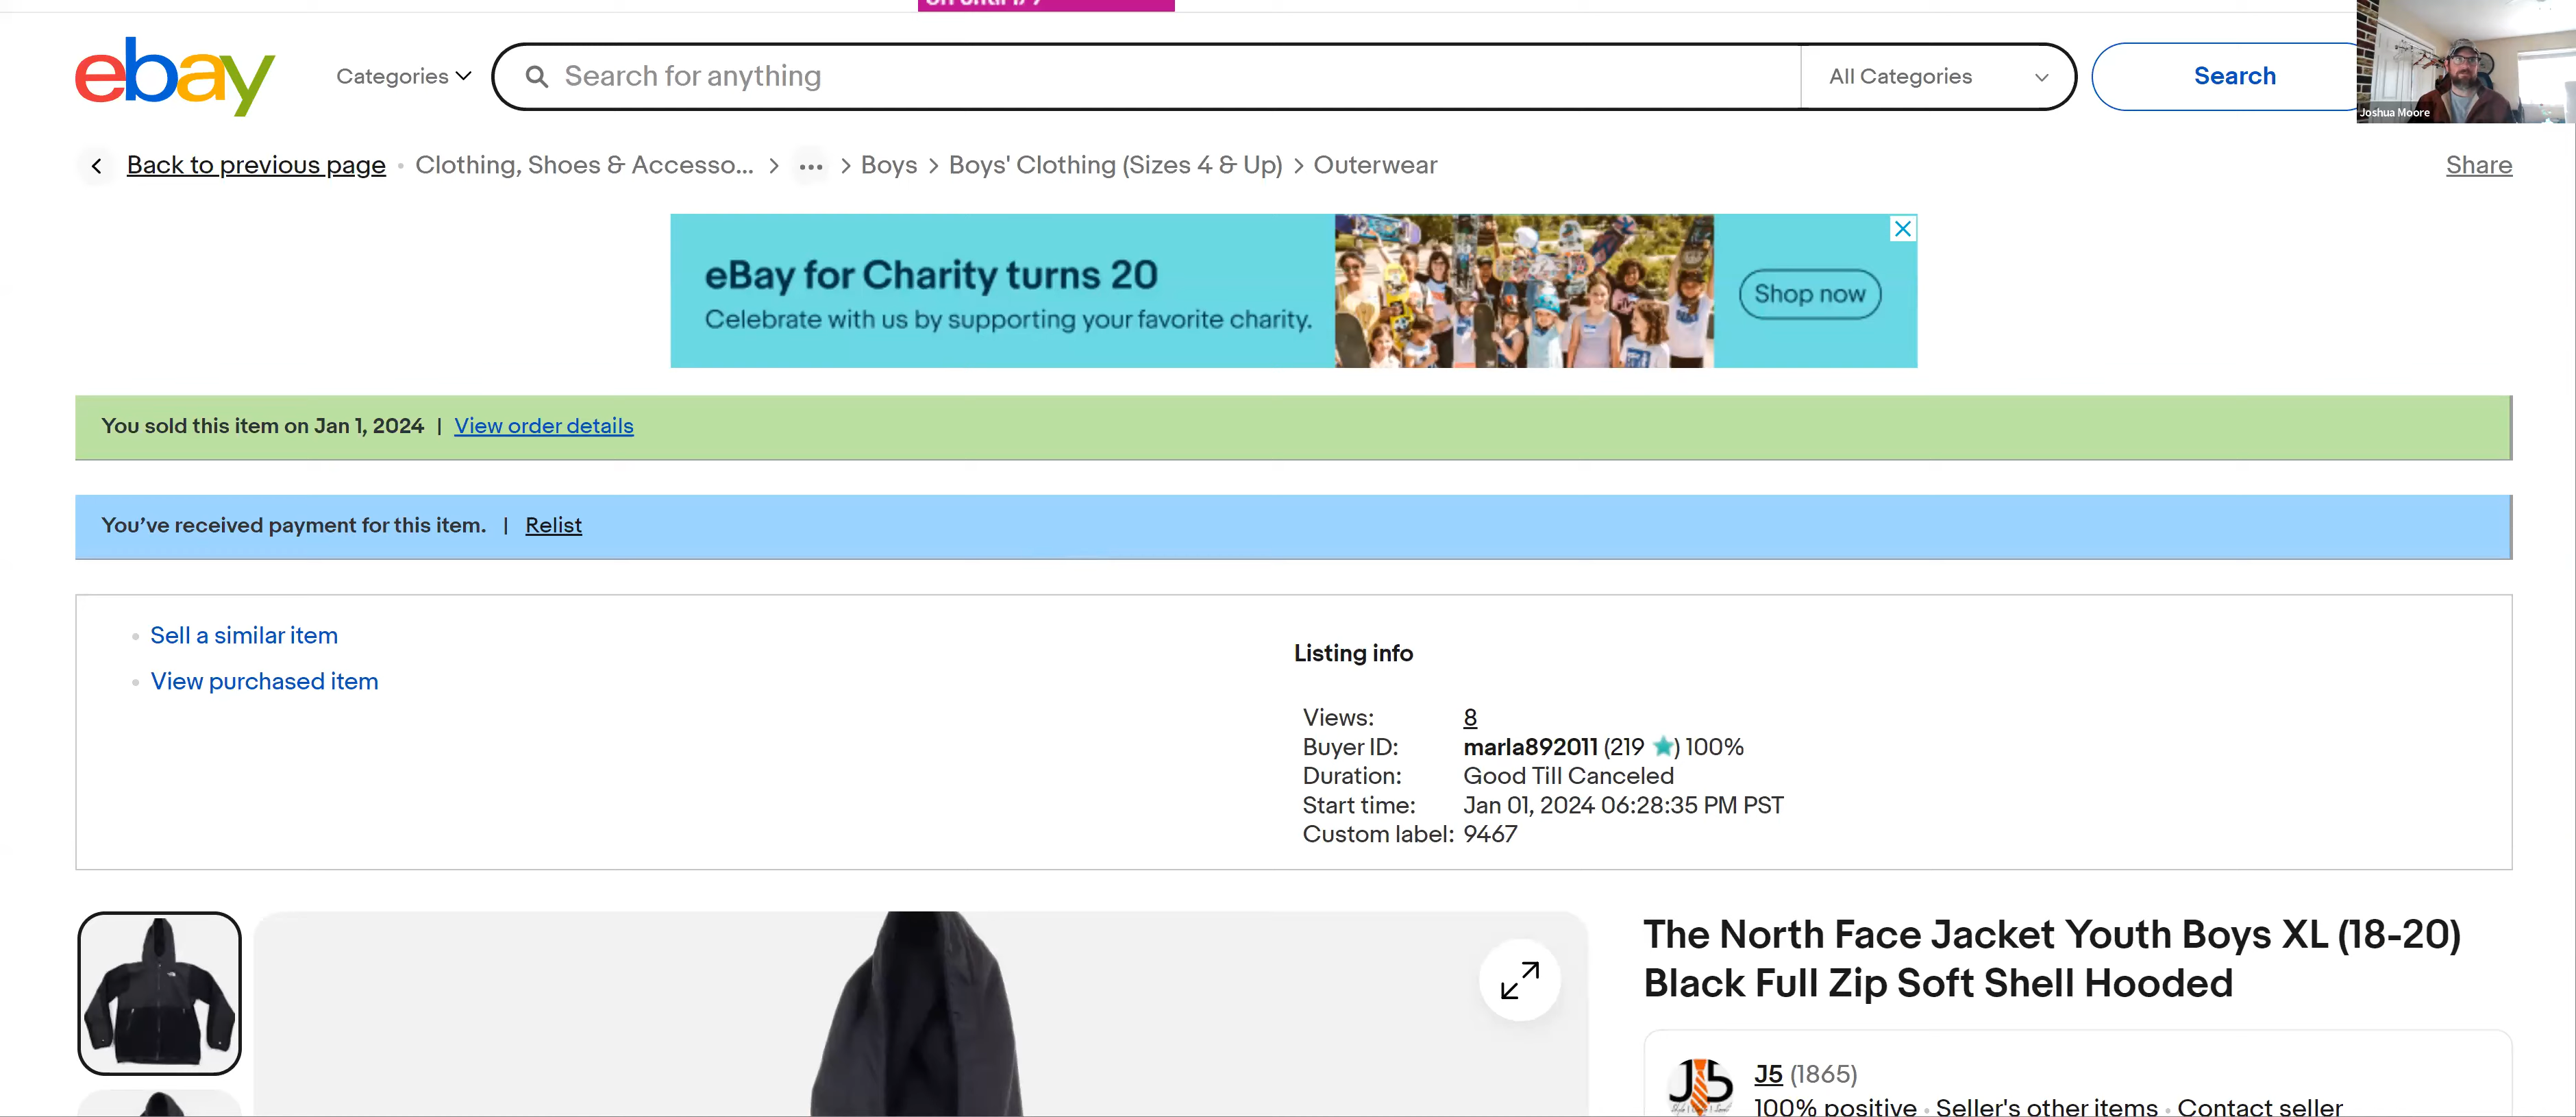 ebay
Categories
Search for anything
All Categories
Search
Joshua Moore
Back to previous page
Clothing, Shoes & Accesso... > ... > Boys > Boys' Clothing (Sizes 4 & Up) > Outerwear
Share
eBay for Charity turns 20
Celebrate with us by supporting your favorite charity.
Shop now
You sold this item on Jan 1, 2024 | View order details
You've received payment for this item. | Relist
Sell a similar item
View purchased item
Listing info
Views: 8
Buyer ID: marla892011 (219 ★) 100%
Duration: Good Till Canceled
Start time: Jan 01, 2024 06:28:35 PM PST
Custom label: 9467
The North Face Jacket Youth Boys XL (18-20)
Black Full Zip Soft Shell Hooded
J5
J5 (1865)
100% positive • Seller's other items • Contact seller